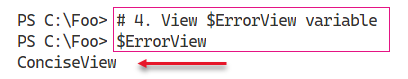 PS C:\Foo> # 4. View $ErrorView variable
PS C:\Foo> $ErrorView
ConciseView